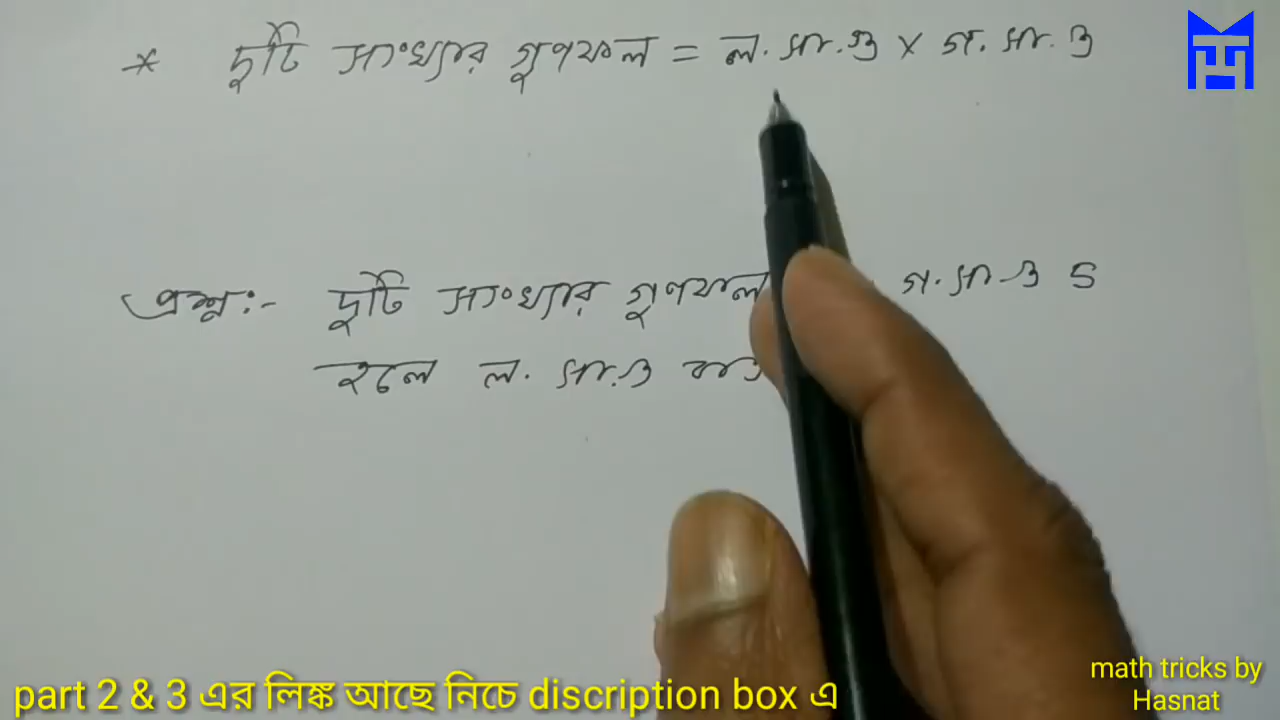 * দুটি সংখ্যার গুণফল = ল. সা. গু × গ. সা. গু
প্রশ্ন:- দুটি সংখ্যার গুণফল গ. সা. গু 5
হলে ল. সা. গু
part 2 & 3 এর লিঙ্ক আছে নিচে discription box এ
math tricks by
Hasnat